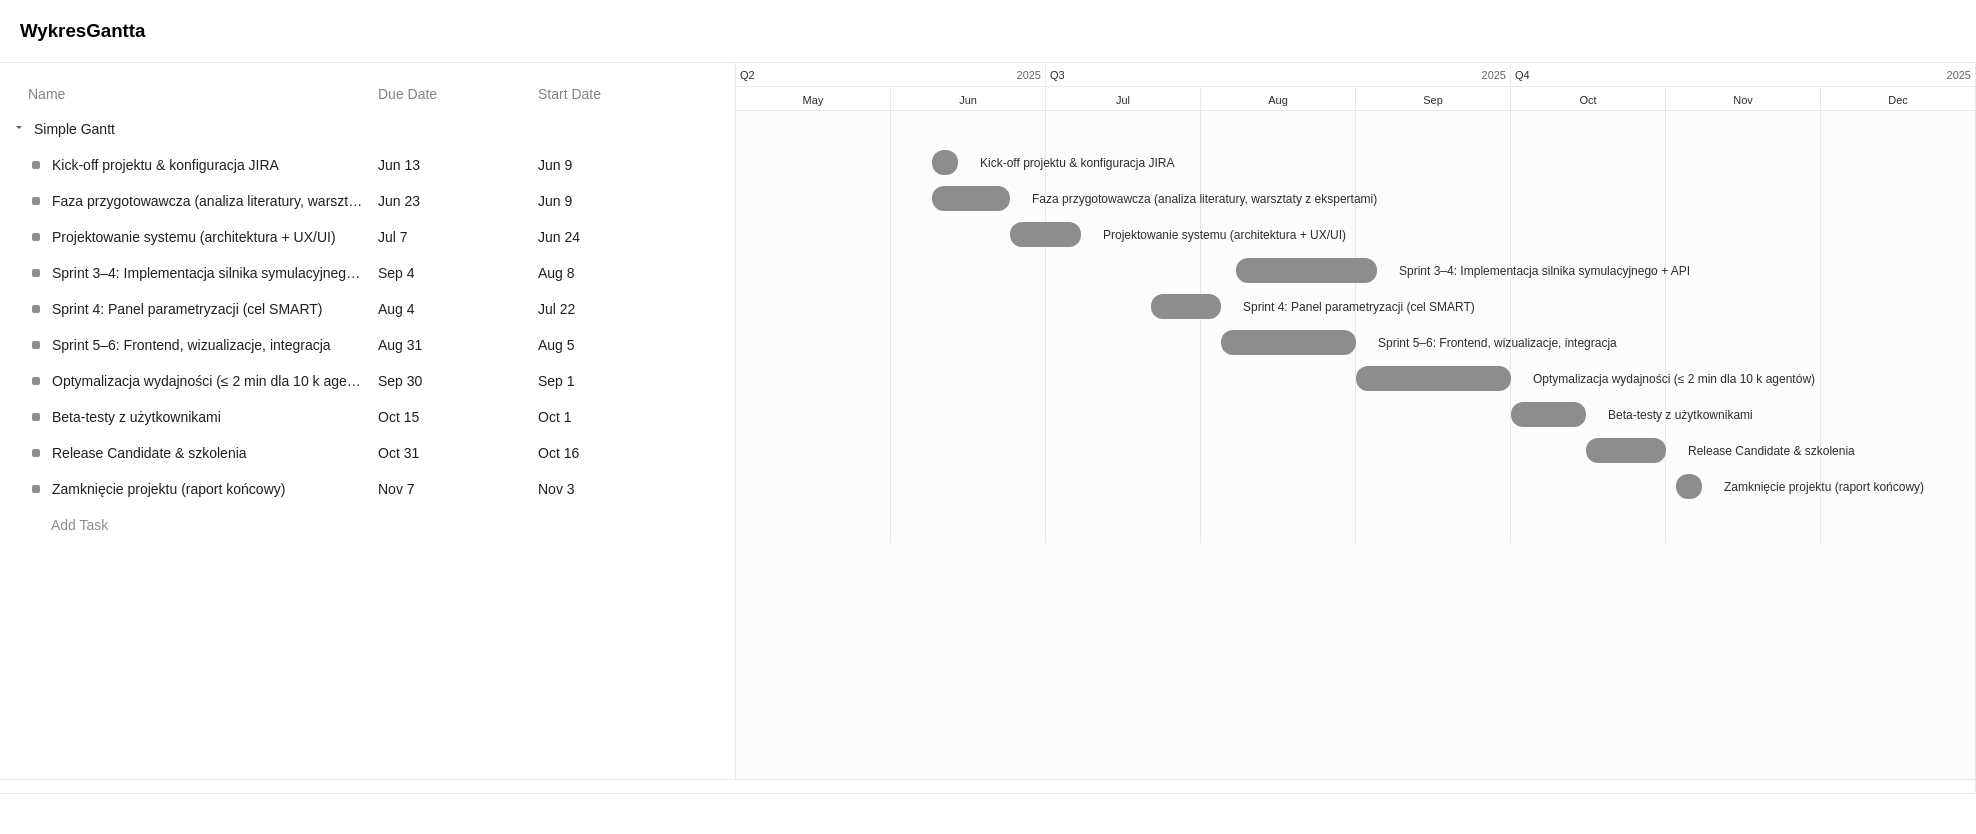 WykresGantta
Q2 2025 Q3 2025 Q4 2025
Name Due Date Start Date
May Jun Jul Aug Sep Oct Nov Dec
Simple Gantt
Kick-off projektu & konfiguracja JIRA Jun 13 Jun 9 Kick-off projektu & konfiguracja JIRA
Faza przygotowawcza (analiza literatury, warszt… Jun 23 Jun 9 Faza przygotowawcza (analiza literatury, warsztaty z ekspertami)
Projektowanie systemu (architektura + UX/UI) Jul 7 Jun 24 Projektowanie systemu (architektura + UX/UI)
Sprint 3–4: Implementacja silnika symulacyjneg… Sep 4 Aug 8 Sprint 3–4: Implementacja silnika symulacyjnego + API
Sprint 4: Panel parametryzacji (cel SMART) Aug 4 Jul 22 Sprint 4: Panel parametryzacji (cel SMART)
Sprint 5–6: Frontend, wizualizacje, integracja Aug 31 Aug 5 Sprint 5–6: Frontend, wizualizacje, integracja
Optymalizacja wydajności (≤ 2 min dla 10 k age… Sep 30 Sep 1 Optymalizacja wydajności (≤ 2 min dla 10 k agentów)
Beta-testy z użytkownikami Oct 15 Oct 1 Beta-testy z użytkownikami
Release Candidate & szkolenia Oct 31 Oct 16 Release Candidate & szkolenia
Zamknięcie projektu (raport końcowy) Nov 7 Nov 3 Zamknięcie projektu (raport końcowy)
Add Task